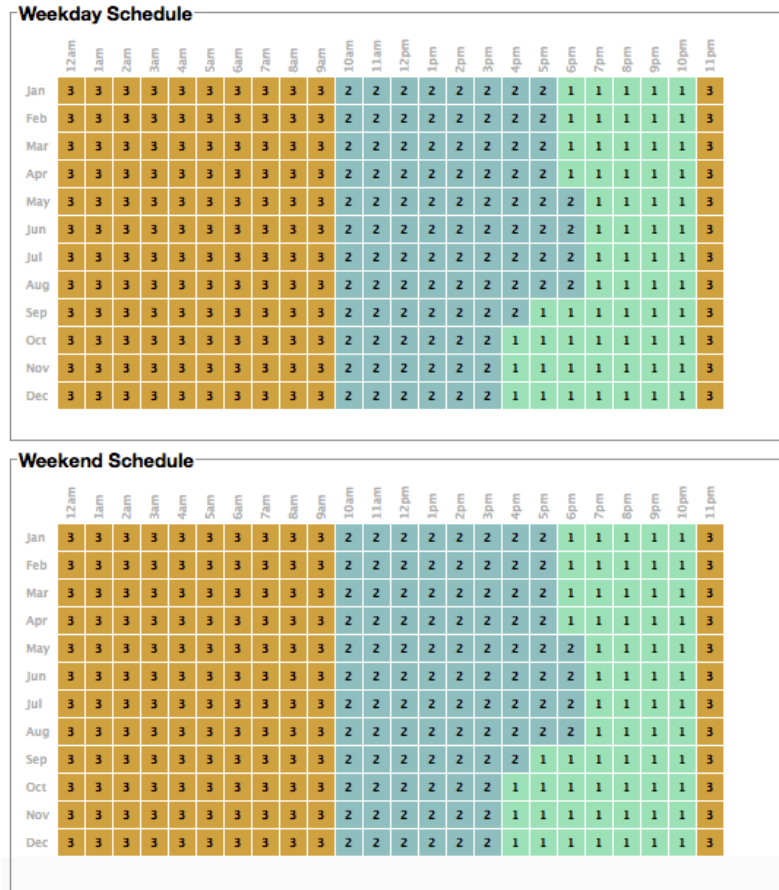 Weekday Schedule
12am 1am 2am 3am 4am 5am 6am 7am 8am 9am 10am 11am 12pm 1pm 2pm 3pm 4pm 5pm 6pm 7pm 8pm 9pm 10pm 11pm
Jan 3 3 3 3 3 3 3 3 3 3 2 2 2 2 2 2 2 2 1 1 1 1 1 3
Feb 3 3 3 3 3 3 3 3 3 3 2 2 2 2 2 2 2 2 1 1 1 1 1 3
Mar 3 3 3 3 3 3 3 3 3 3 2 2 2 2 2 2 2 2 1 1 1 1 1 3
Apr 3 3 3 3 3 3 3 3 3 3 2 2 2 2 2 2 2 2 1 1 1 1 1 3
May 3 3 3 3 3 3 3 3 3 3 2 2 2 2 2 2 2 2 2 1 1 1 1 3
Jun 3 3 3 3 3 3 3 3 3 3 2 2 2 2 2 2 2 2 2 1 1 1 1 3
Jul 3 3 3 3 3 3 3 3 3 3 2 2 2 2 2 2 2 2 2 1 1 1 1 3
Aug 3 3 3 3 3 3 3 3 3 3 2 2 2 2 2 2 2 2 2 1 1 1 1 3
Sep 3 3 3 3 3 3 3 3 3 3 2 2 2 2 2 2 2 1 1 1 1 1 1 3
Oct 3 3 3 3 3 3 3 3 3 3 2 2 2 2 2 2 1 1 1 1 1 1 1 3
Nov 3 3 3 3 3 3 3 3 3 3 2 2 2 2 2 2 1 1 1 1 1 1 1 3
Dec 3 3 3 3 3 3 3 3 3 3 2 2 2 2 2 2 1 1 1 1 1 1 1 3
Weekend Schedule
12am 1am 2am 3am 4am 5am 6am 7am 8am 9am 10am 11am 12pm 1pm 2pm 3pm 4pm 5pm 6pm 7pm 8pm 9pm 10pm 11pm
Jan 3 3 3 3 3 3 3 3 3 3 2 2 2 2 2 2 2 2 1 1 1 1 1 3
Feb 3 3 3 3 3 3 3 3 3 3 2 2 2 2 2 2 2 2 1 1 1 1 1 3
Mar 3 3 3 3 3 3 3 3 3 3 2 2 2 2 2 2 2 2 1 1 1 1 1 3
Apr 3 3 3 3 3 3 3 3 3 3 2 2 2 2 2 2 2 2 1 1 1 1 1 3
May 3 3 3 3 3 3 3 3 3 3 2 2 2 2 2 2 2 2 2 1 1 1 1 3
Jun 3 3 3 3 3 3 3 3 3 3 2 2 2 2 2 2 2 2 2 1 1 1 1 3
Jul 3 3 3 3 3 3 3 3 3 3 2 2 2 2 2 2 2 2 2 1 1 1 1 3
Aug 3 3 3 3 3 3 3 3 3 3 2 2 2 2 2 2 2 2 2 1 1 1 1 3
Sep 3 3 3 3 3 3 3 3 3 3 2 2 2 2 2 2 2 1 1 1 1 1 1 3
Oct 3 3 3 3 3 3 3 3 3 3 2 2 2 2 2 2 1 1 1 1 1 1 1 3
Nov 3 3 3 3 3 3 3 3 3 3 2 2 2 2 2 2 1 1 1 1 1 1 1 3
Dec 3 3 3 3 3 3 3 3 3 3 2 2 2 2 2 2 1 1 1 1 1 1 1 3